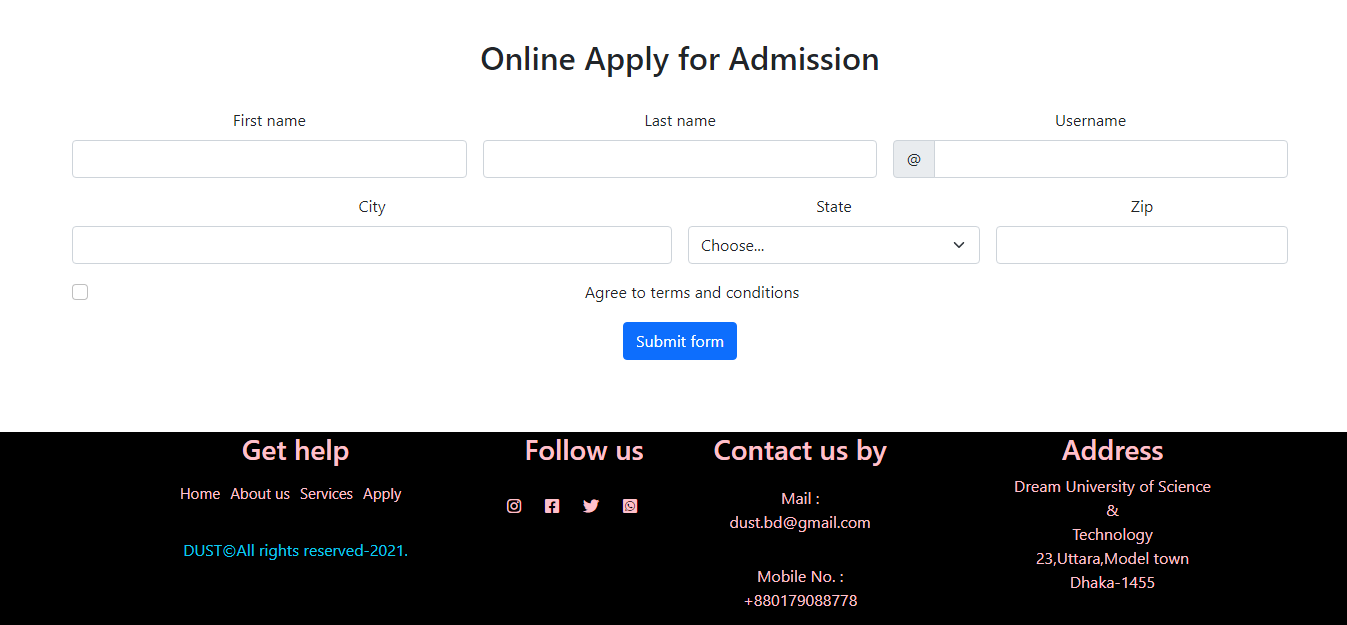 Online Apply for Admission
First name
Last name
Username
@
City
State
Zip
Choose...
Agree to terms and conditions
Submit form
Get help
Home About us Services Apply
DUST©All rights reserved-2021.
Follow us
Contact us by
Mail :
dust.bd@gmail.com
Mobile No. :
+880179088778
Address
Dream University of Science
&
Technology
23,Uttara,Model town
Dhaka-1455